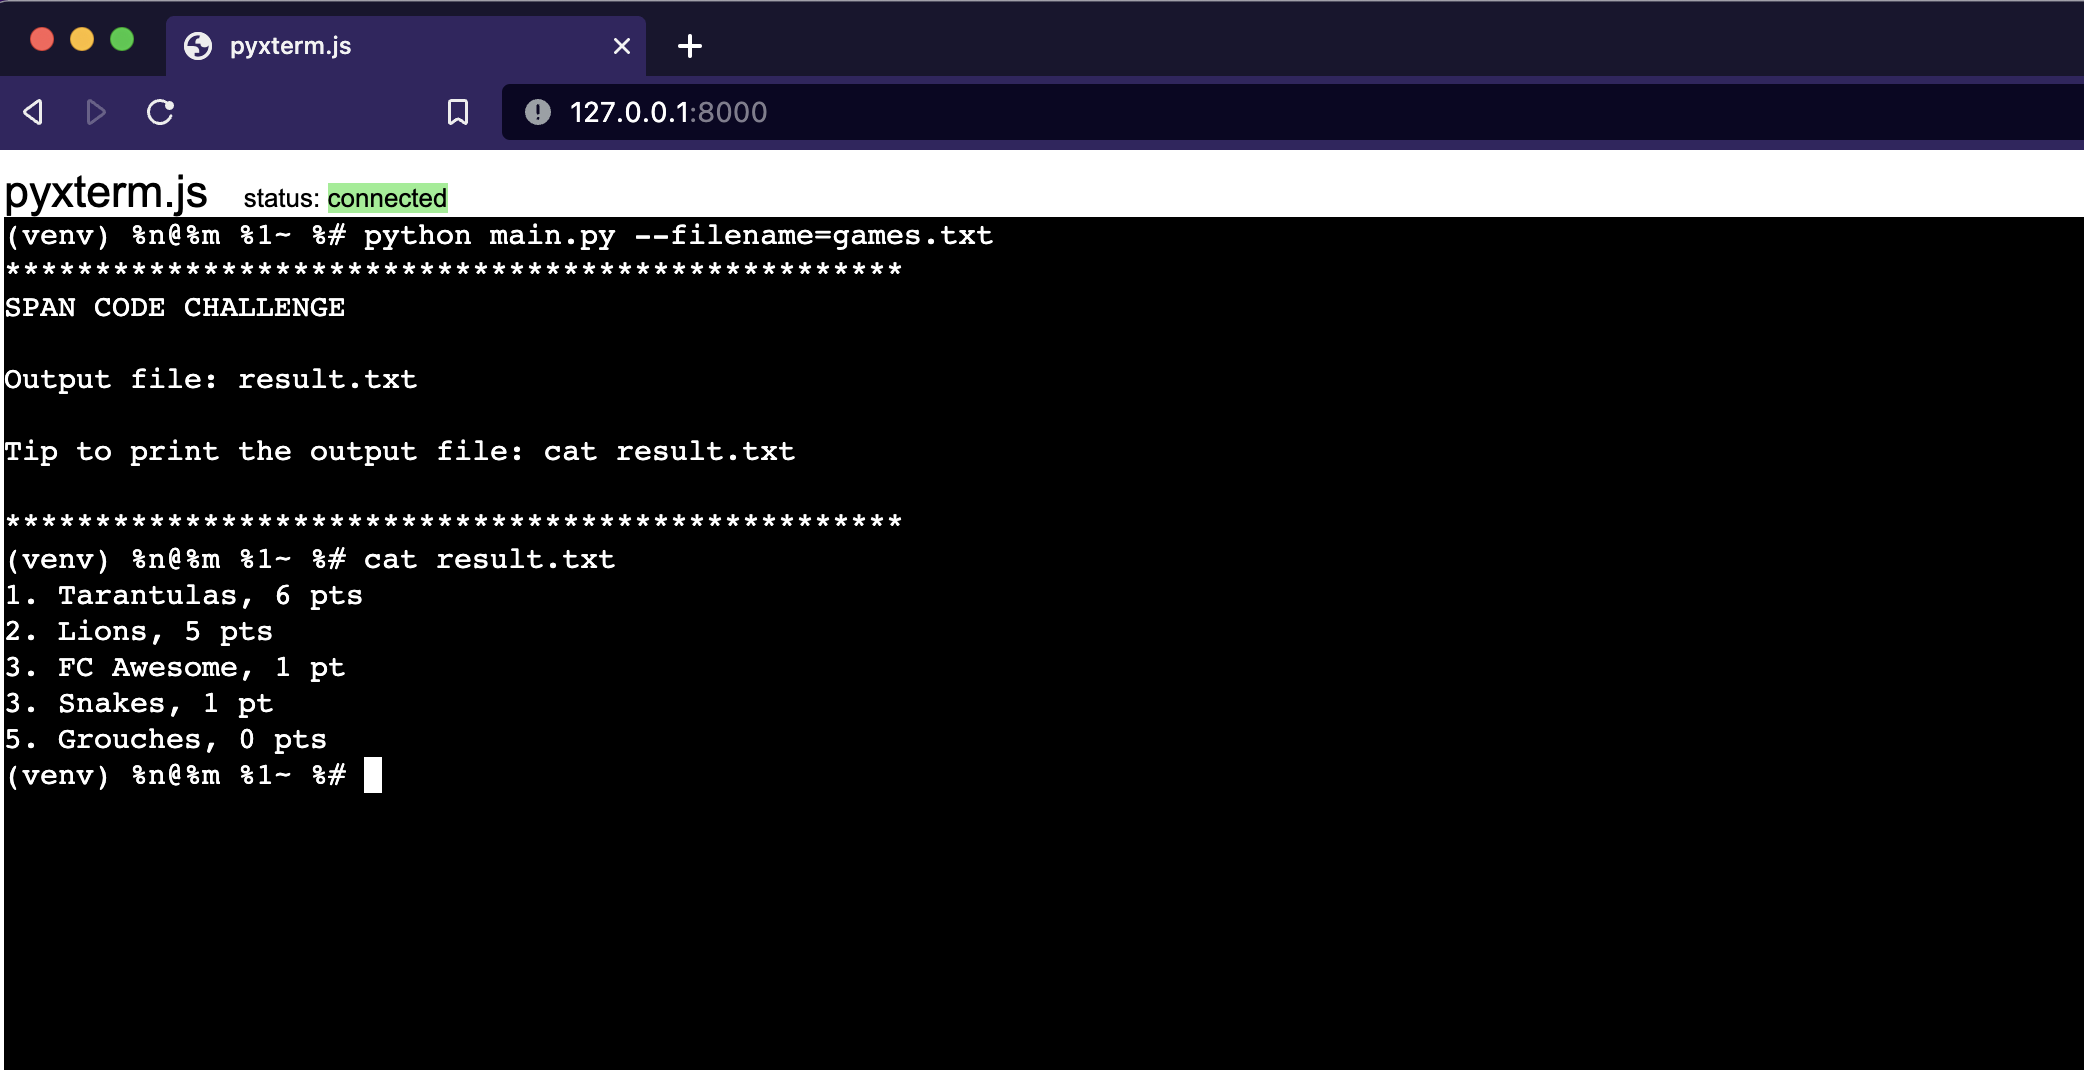 pyxterm.js
127.0.0.1:8000
pyxterm.js status: connected
(venv) %n@%m %1~ %# python main.py --filename=games.txt
**************************************************
SPAN CODE CHALLENGE
Output file: result.txt
Tip to print the output file: cat result.txt
**************************************************
(venv) %n@%m %1~ %# cat result.txt
1. Tarantulas, 6 pts
2. Lions, 5 pts
3. FC Awesome, 1 pt
3. Snakes, 1 pt
5. Grouches, 0 pts
(venv) %n@%m %1~ %#